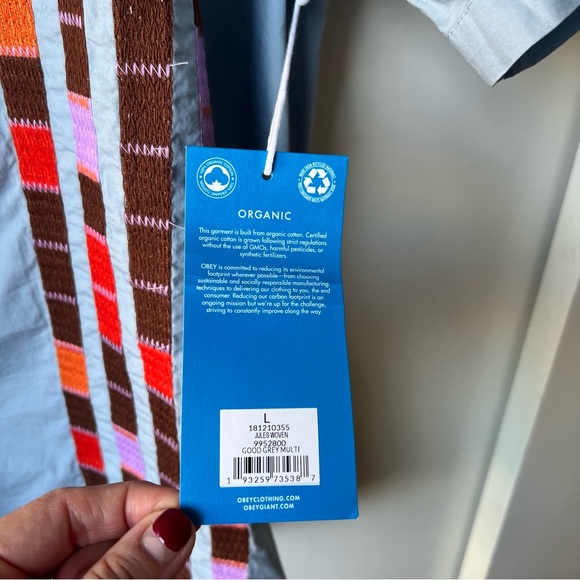 100% ORGANIC COTTON
ORGANIC
This garment is built from organic cotton. Certified
organic cotton is grown following strict regulations
without the use of GMOs, harmful pesticides, or
synthetic fertilizers.
OBEY is committed to reducing its environmental
footprint wherever possible—from choosing
sustainable and socially responsible manufacturing
techniques to delivering our clothing to you, the end
consumer. Reducing our carbon footprint is an
ongoing mission but we're up for the challenge,
striving to constantly improve along the way.
L
181210355
JULES WOVEN
9952800
GOOD GREY MULTI
1 93259 73538 7
OBEYCLOTHING.COM
OBEYGIANT.COM